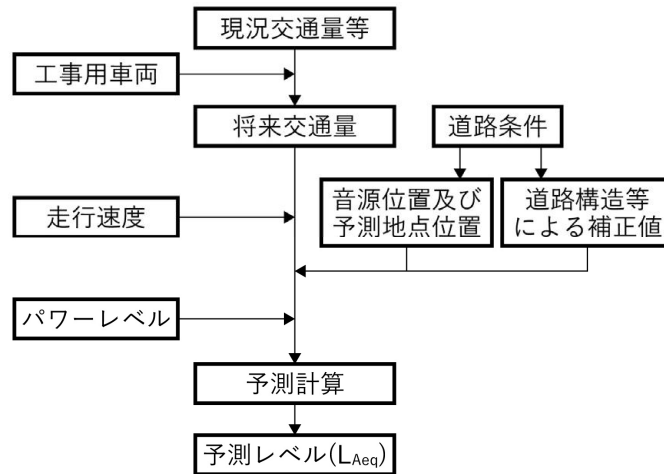 現況交通量等
工事用車両
将来交通量
道路条件
走行速度
音源位置及び
予測地点位置
道路構造等
による補正値
パワーレベル
予測計算
予測レベル(LAeq)